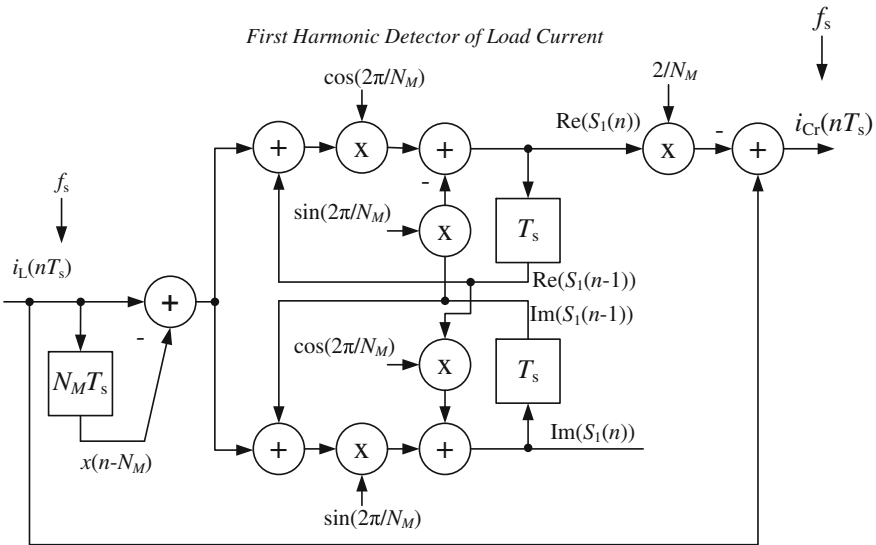 f_s
First Harmonic Detector of Load Current
cos(2π/N_M)
2/N_M
Re(S_1(n))
-
i_Cr(nT_s)
+
x
+
x
+
-
f_s
sin(2π/N_M)
x
T_s
i_L(nT_s)
Re(S_1(n-1))
+
-
Im(S_1(n-1))
cos(2π/N_M)
x
T_s
N_MT_s
Im(S_1(n))
x(n-N_M)
+
x
+
sin(2π/N_M)